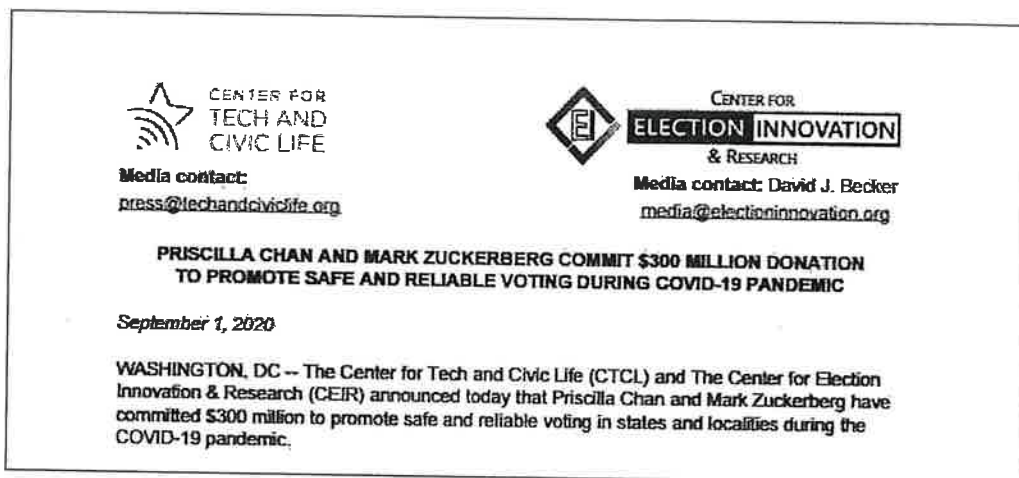 CENTER FOR
TECH AND
CIVIC LIFE
Media contact:
press@techandciviclife.org
CENTER FOR
ELECTION INNOVATION
& RESEARCH
Media contact: David J. Becker
media@electioninnovation.org
PRISCILLA CHAN AND MARK ZUCKERBERG COMMIT $300 MILLION DONATION
TO PROMOTE SAFE AND RELIABLE VOTING DURING COVID-19 PANDEMIC
September 1, 2020
WASHINGTON, DC -- The Center for Tech and Civic Life (CTCL) and The Center for Election
Innovation & Research (CEIR) announced today that Priscilla Chan and Mark Zuckerberg have
committed $300 million to promote safe and reliable voting in states and localities during the
COVID-19 pandemic.